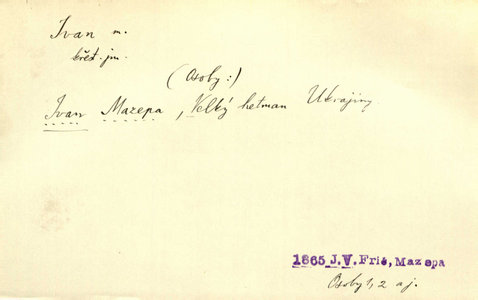 Ivan m.
křest. jm.
(Osoby:)
Ivan Mazepa, Velký hetman Ukrajiny.
1865 J.V. Frič, Mazepa
Osoby 1, 2 aj.